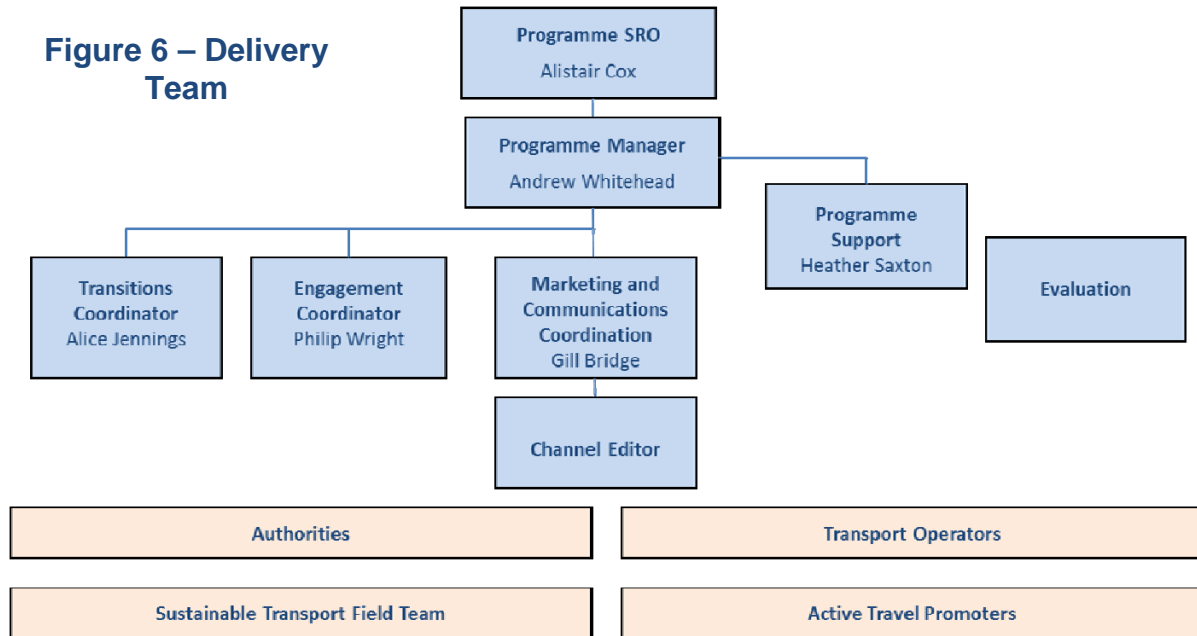 Figure 6 – Delivery
Team
Programme SRO
Alistair Cox
Programme Manager
Andrew Whitehead
Programme
Support
Heather Saxton
Evaluation
Transitions
Coordinator
Alice Jennings
Engagement
Coordinator
Philip Wright
Marketing and
Communications
Coordination
Gill Bridge
Channel Editor
Authorities
Transport Operators
Sustainable Transport Field Team
Active Travel Promoters